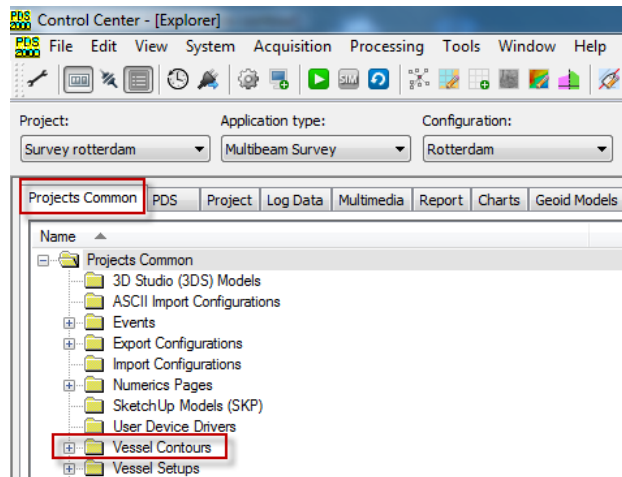 PDS 2000 Control Center - [Explorer]
PDS 2000 File Edit View System Acquisition Processing Tools Window Help
SIM
Project: Application type: Configuration:
Survey rotterdam Multibeam Survey Rotterdam
Projects Common PDS Project Log Data Multimedia Report Charts Geoid Models
Name
Projects Common
3D Studio (3DS) Models
ASCII Import Configurations
Events
Export Configurations
Import Configurations
Numerics Pages
SketchUp Models (SKP)
User Device Drivers
Vessel Contours
Vessel Setups